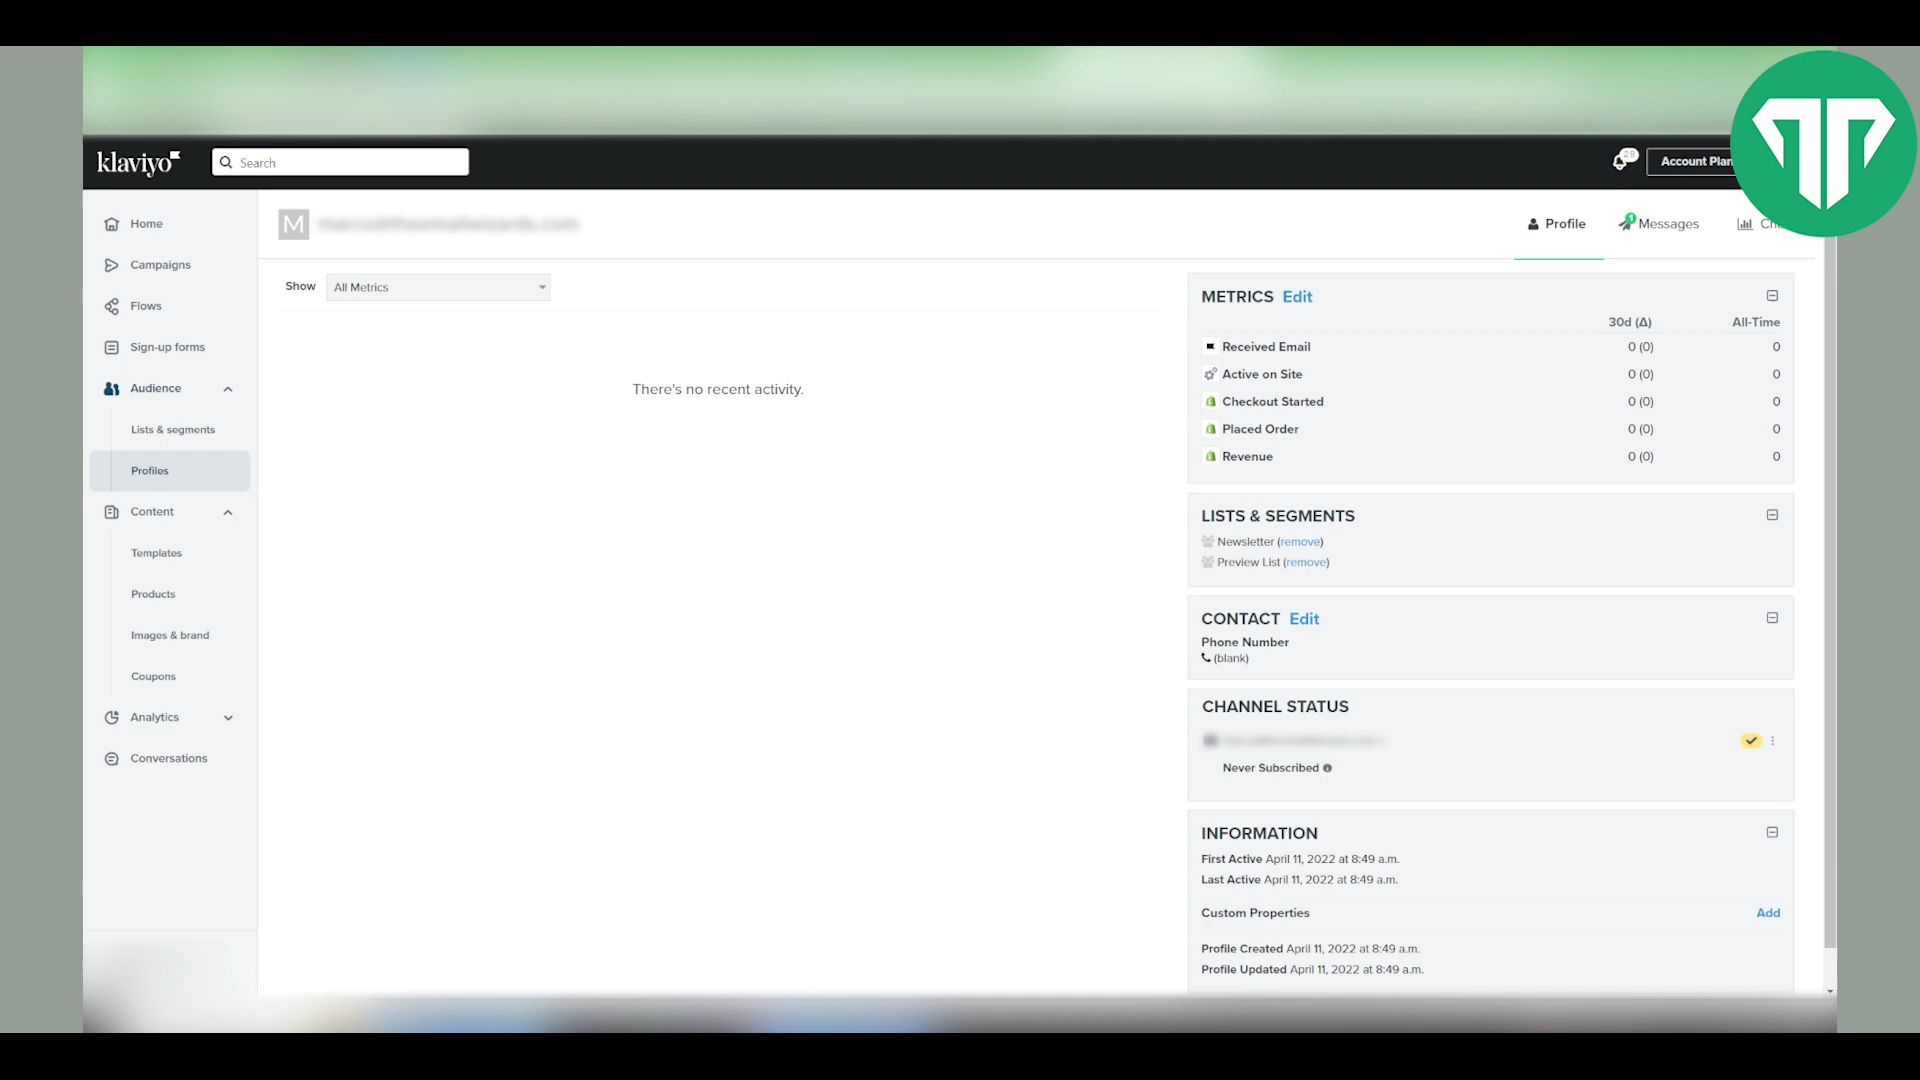 klaviyo
Search
28
Account Plan
Home
Campaigns
Flows
Sign-up forms
Audience
Lists & segments
Profiles
Content
Templates
Products
Images & brand
Coupons
Analytics
Conversations
M
Profile
1
Messages
Show
All Metrics
There's no recent activity.
METRICS Edit
30d (Δ) All-Time
Received Email 0 (0) 0
Active on Site 0 (0) 0
Checkout Started 0 (0) 0
Placed Order 0 (0) 0
Revenue 0 (0) 0
LISTS & SEGMENTS
Newsletter (remove)
Preview List (remove)
CONTACT Edit
Phone Number
(blank)
CHANNEL STATUS
Never Subscribed
INFORMATION
First Active April 11, 2022 at 8:49 a.m.
Last Active April 11, 2022 at 8:49 a.m.
Custom Properties Add
Profile Created April 11, 2022 at 8:49 a.m.
Profile Updated April 11, 2022 at 8:49 a.m.